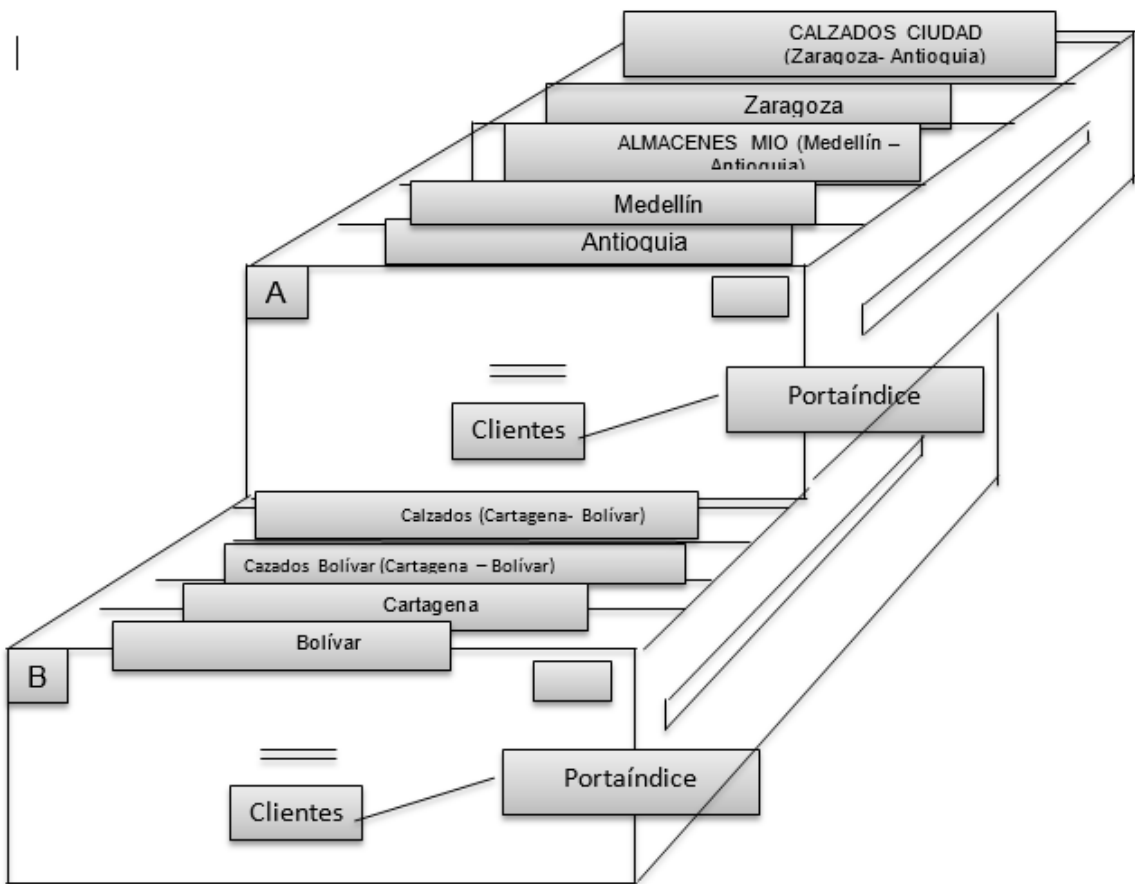 CALZADOS CIUDAD
(Zaragoza- Antioquia)
Zaragoza
ALMACENES MIO (Medellín –
Antioquia)
Medellín
Antioquia
A
Portaíndice
Clientes
Calzados (Cartagena- Bolívar)
Cazados Bolívar (Cartagena – Bolívar)
Cartagena
Bolívar
B
Portaíndice
Clientes